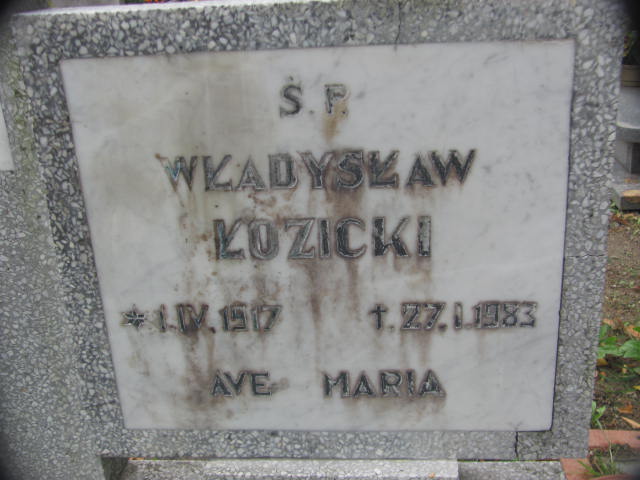 Ś.P.
WŁADYSŁAW
ŁOZICKI
* 1.IV.1917 †.27.I.1983
AVE MARIA